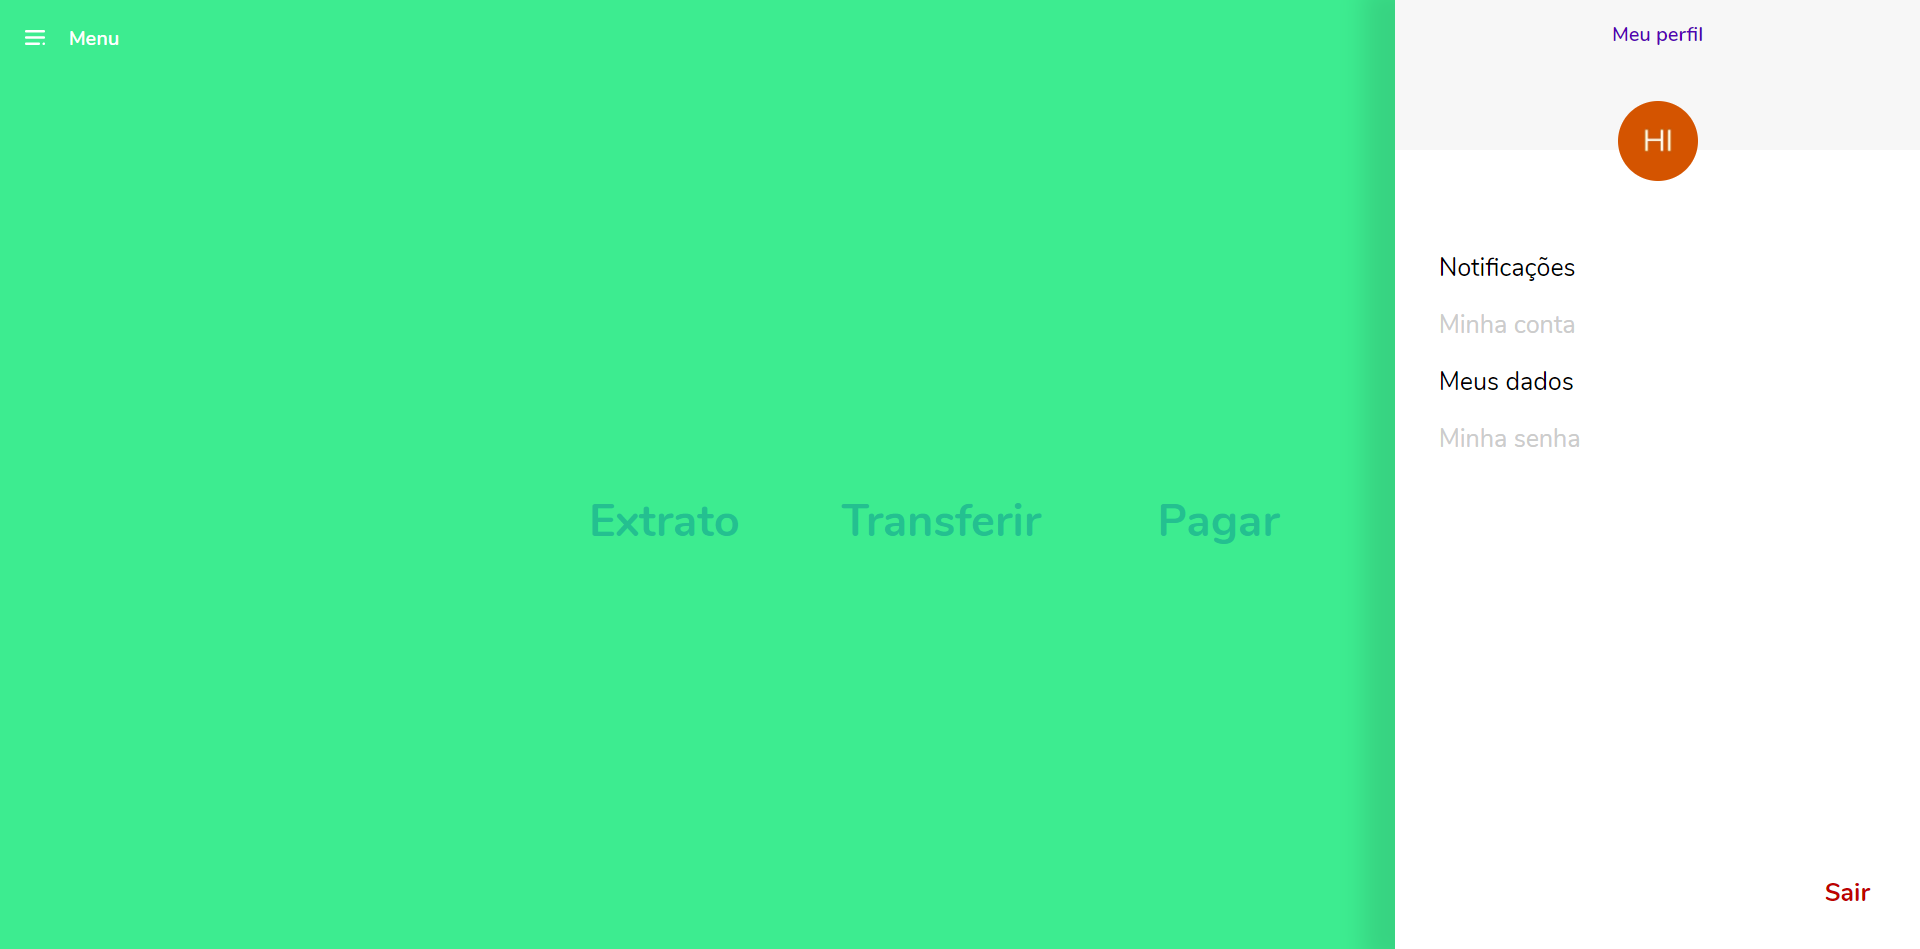 Menu
Extrato
Transferir
Pagar
Meu perfil
HI
Notificações
Minha conta
Meus dados
Minha senha
Sair